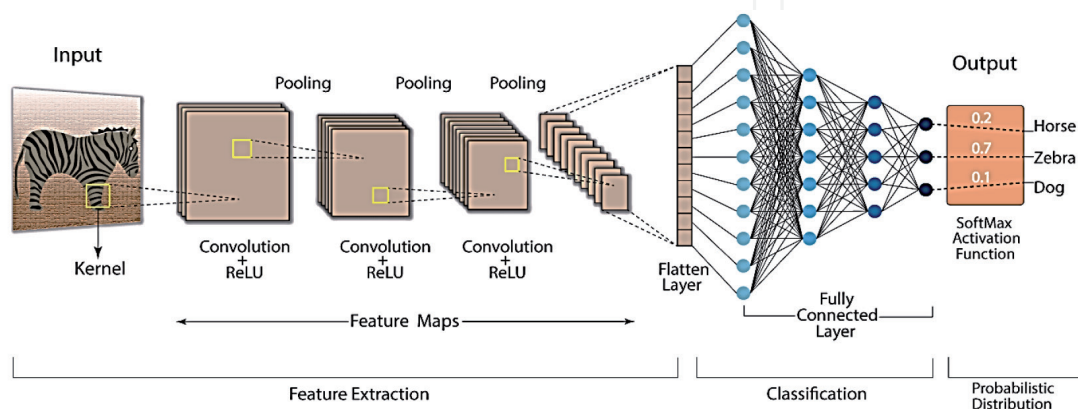 Input
Kernel
Pooling
Pooling
Pooling
Convolution
+
ReLU
Convolution
+
ReLU
Convolution
+
ReLU
Feature Maps
Feature Extraction
Flatten
Layer
Fully
Connected
Layer
Classification
Output
0.2
Horse
0.7
Zebra
0.1
Dog
SoftMax
Activation
Function
Probabilistic
Distribution